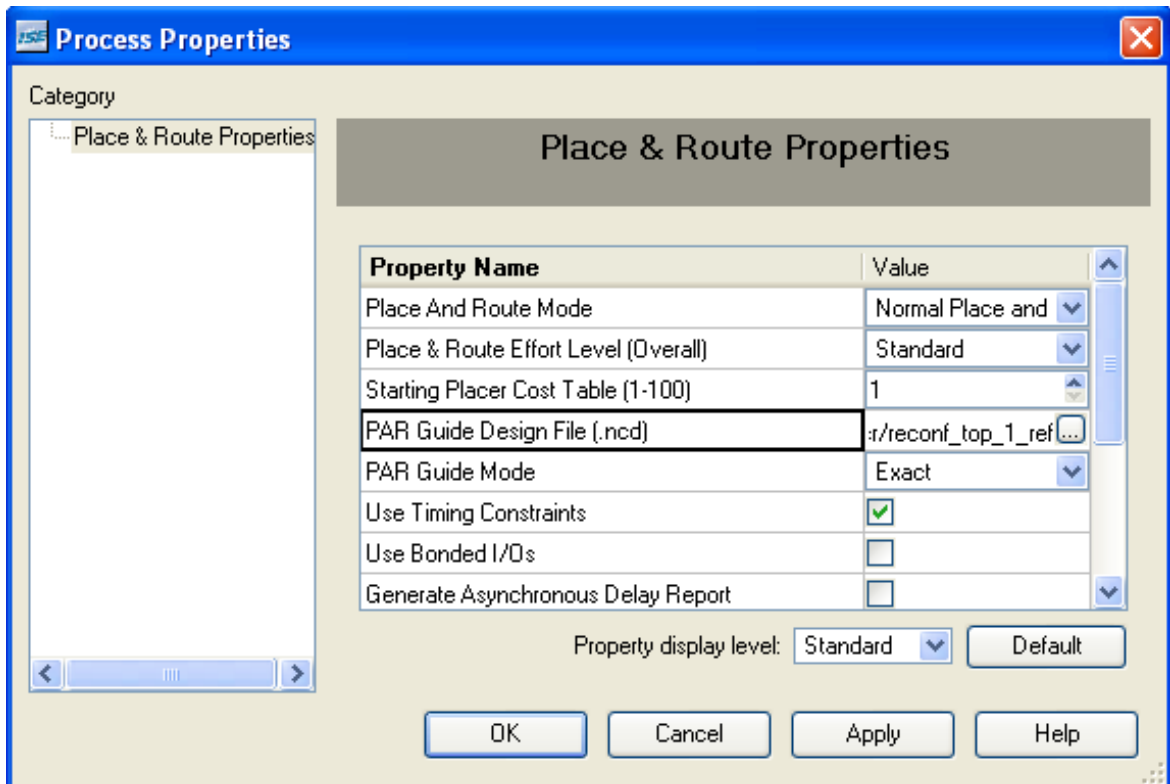 ISE Process Properties
Category
Place & Route Properties
Place & Route Properties
Property Name Value
Place And Route Mode Normal Place and
Place & Route Effort Level (Overall) Standard
Starting Placer Cost Table (1-100) 1
PAR Guide Design File (.ncd) :r/reconf_top_1_ref ...
PAR Guide Mode Exact
Use Timing Constraints
Use Bonded I/Os
Generate Asynchronous Delay Report
Property display level: Standard Default
OK Cancel Apply Help